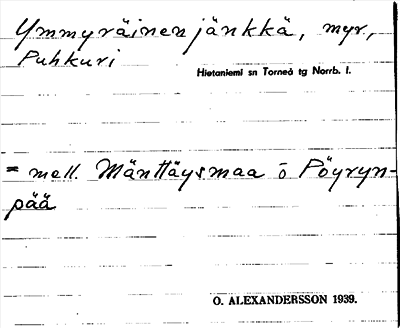 Ymmyräinenjänkkä, myr,
Puhkuri
Hietaniemi sn Torneå tg Norrb. l.
= mell. Mänttäysmaa o Pöyryn-
pää
O. ALEXANDERSSON 1939.